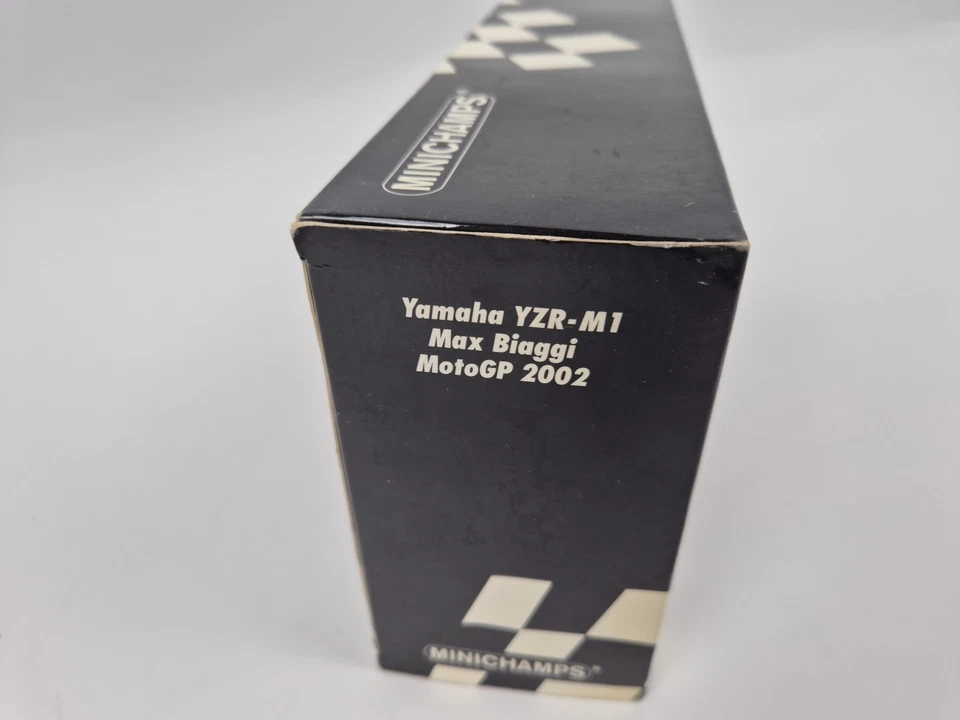 MINICHAMPS®
Yamaha YZR-M1
Max Biaggi
MotoGP 2002
MINICHAMPS®